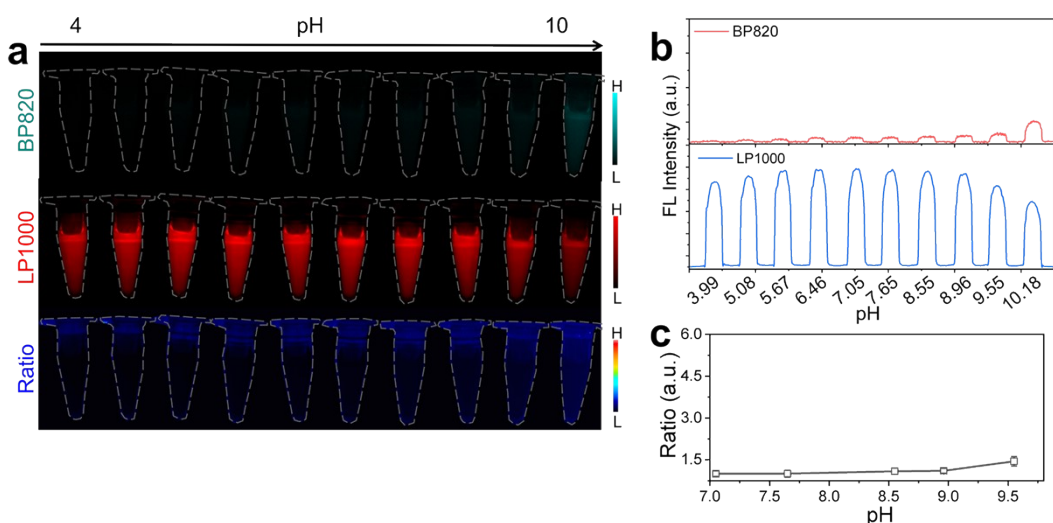 a
4 pH 10
BP820
H
L
LP1000
H
L
Ratio
H
L
b
BP820
LP1000
FL Intensity (a.u.)
3.99 5.08 5.67 6.46 7.05 7.65 8.55 8.96 9.55 10.18
pH
c
Ratio (a.u.)
6.0
4.5
3.0
1.5
7.0 7.5 8.0 8.5 9.0 9.5
pH